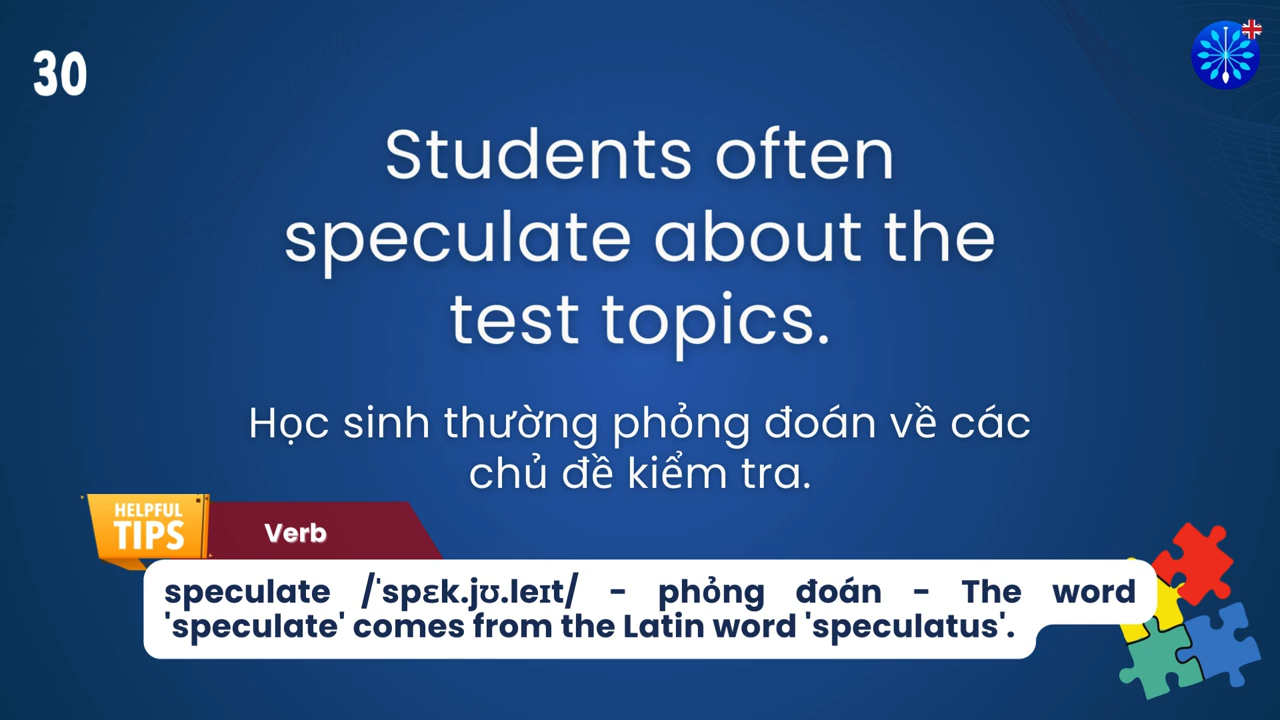 30
Students often
speculate about the
test topics.
Học sinh thường phỏng đoán về các
chủ đề kiểm tra.
HELPFUL
TIPS
Verb
speculate /ˈspɛk.jʊ.leɪt/ - phỏng đoán - The word
'speculate' comes from the Latin word 'speculatus'.